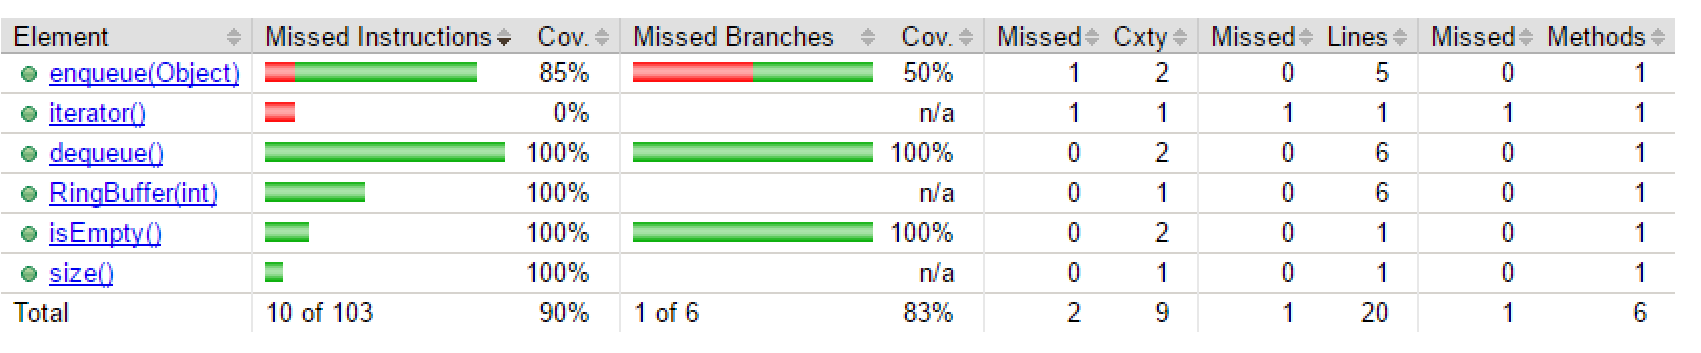 Element Missed Instructions Cov. Missed Branches Cov. Missed Cxty Missed Lines Missed Methods
enqueue(Object) 85% 50% 1 2 0 5 0 1
iterator() 0% n/a 1 1 1 1 1 1
dequeue() 100% 100% 0 2 0 6 0 1
RingBuffer(int) 100% n/a 0 1 0 6 0 1
isEmpty() 100% 100% 0 2 0 1 0 1
size() 100% n/a 0 1 0 1 0 1
Total 10 of 103 90% 1 of 6 83% 2 9 1 20 1 6